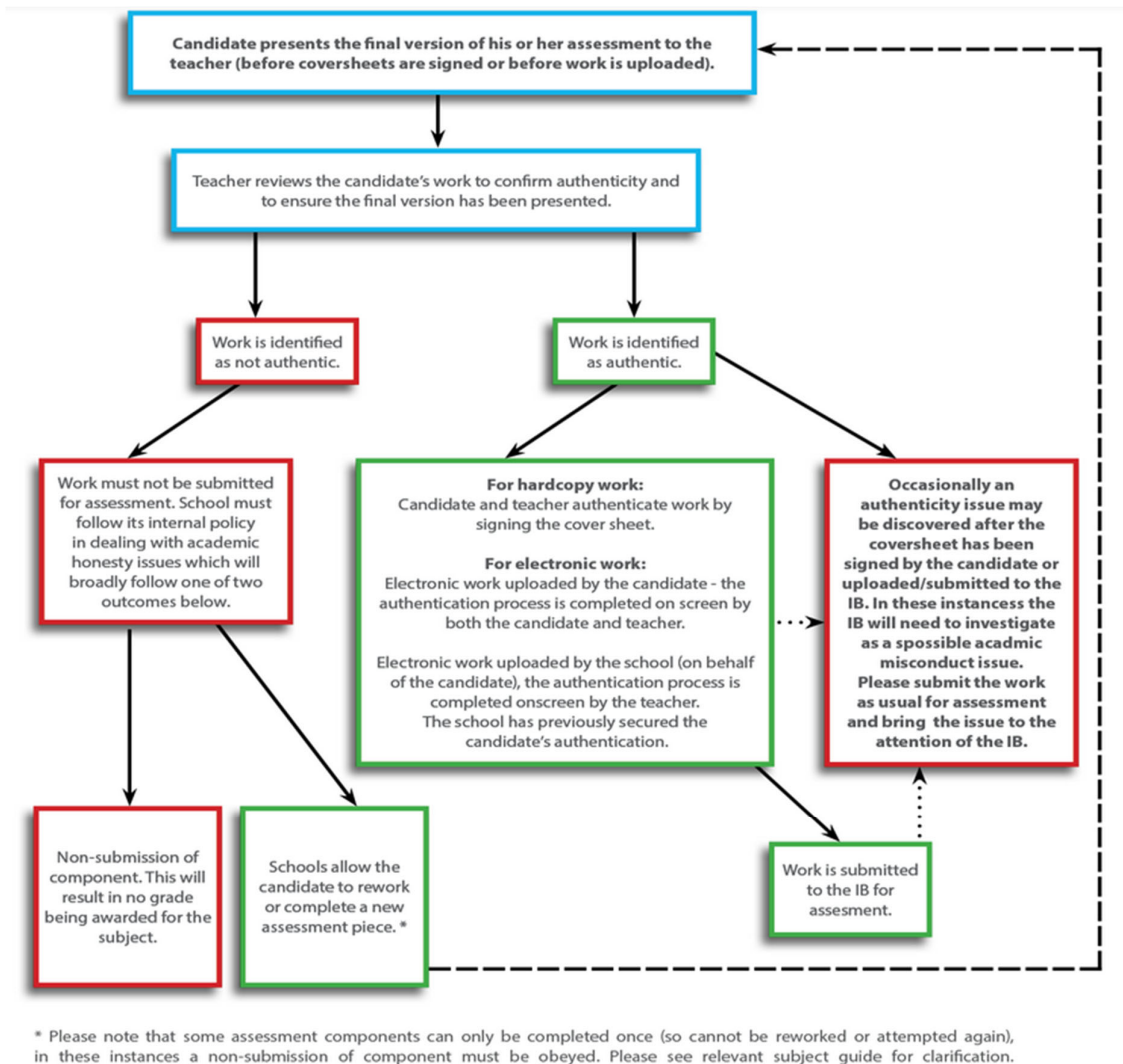 Candidate presents the final version of his or her assessment to the
teacher (before coversheets are signed or before work is uploaded).
Teacher reviews the candidate's work to confirm authenticity and
to ensure the final version has been presented.
Work is identified
as not authentic.
Work is identified
as authentic.
Work must not be submitted
for assessment. School must
follow its internal policy
in dealing with academic
honesty issues which will
broadly follow one of two
outcomes below.
For hardcopy work:
Candidate and teacher authenticate work by
signing the cover sheet.
For electronic work:
Electronic work uploaded by the candidate - the
authentication process is completed on screen by
both the candidate and teacher.
Electronic work uploaded by the school (on behalf
of the candidate), the authentication process is
completed onscreen by the teacher.
The school has previously secured the
candidate's authentication.
Occasionally an
authenticity issue may
be discovered after the
coversheet has been
signed by the candidate or
uploaded/submitted to the
IB. In these instancess the
IB will need to investigate
as a spossible acadmic
misconduct issue.
Please submit the work
as usual for assessment
and bring the issue to the
attention of the IB.
Non-submission of
component. This will
result in no grade
being awarded for the
subject.
Schools allow the
candidate to rework
or complete a new
assessment piece. *
Work is submitted
to the IB for
assesment.
* Please note that some assessment components can only be completed once (so cannot be reworked or attempted again),
in these instances a non-submission of component must be obeyed. Please see relevant subject guide for clarification.